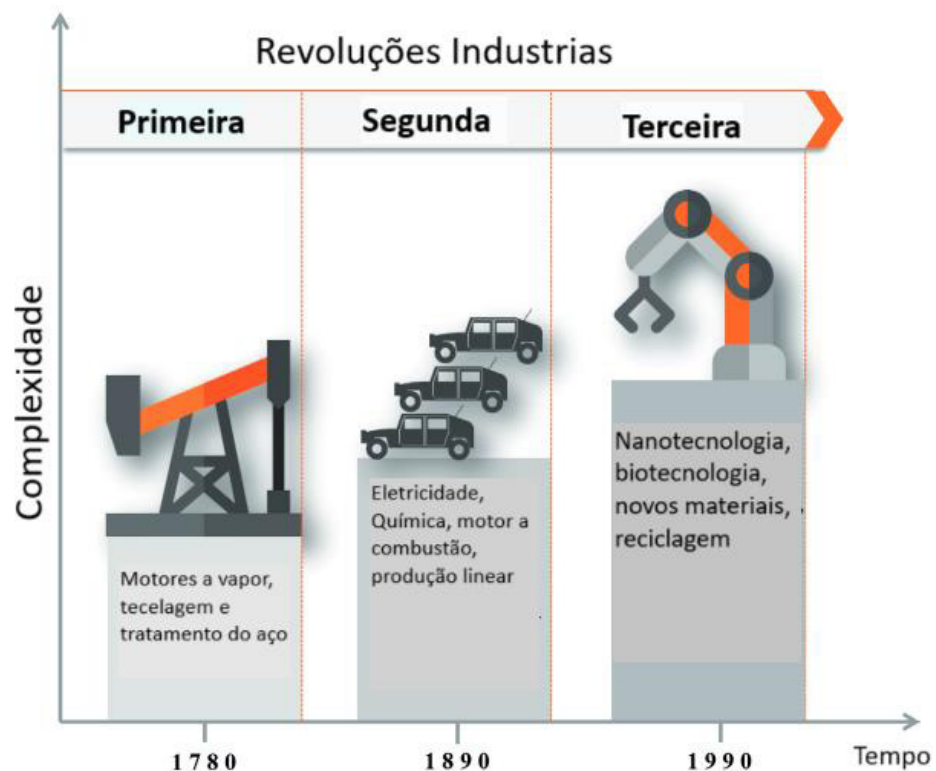 Revoluções Industrias
Primeira
Segunda
Terceira
Complexidade
Motores a vapor,
tecelagem e
tratamento do aço
Eletricidade,
Química, motor a
combustão,
produção linear
Nanotecnologia,
biotecnologia,
novos materiais,
reciclagem
1780
1890
1990
Tempo